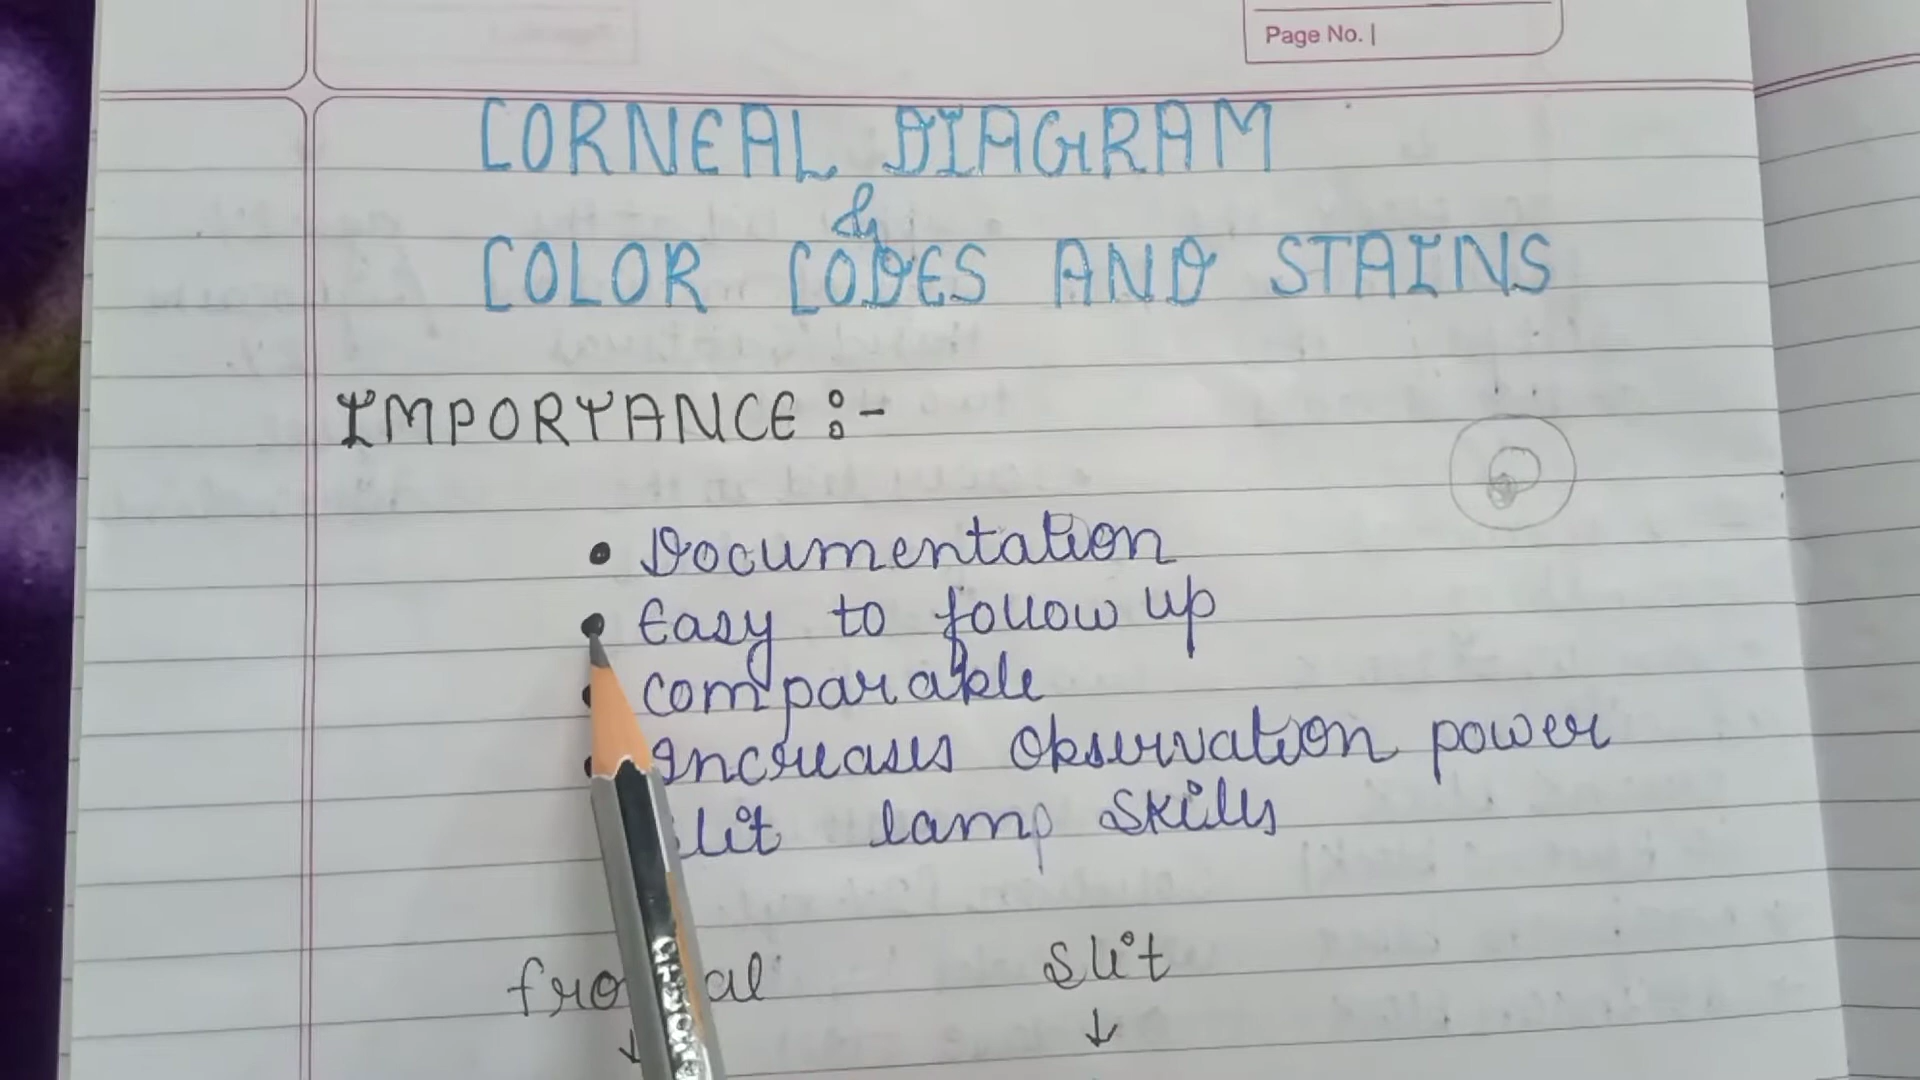 Page No.
CORNEAL DIAGRAM
&
COLOR CODES AND STAINS
IMPORTANCE :-
• Documentation
• Easy to follow up
• Comparable
• Increases observation power
slit lamp skills
slit
↓